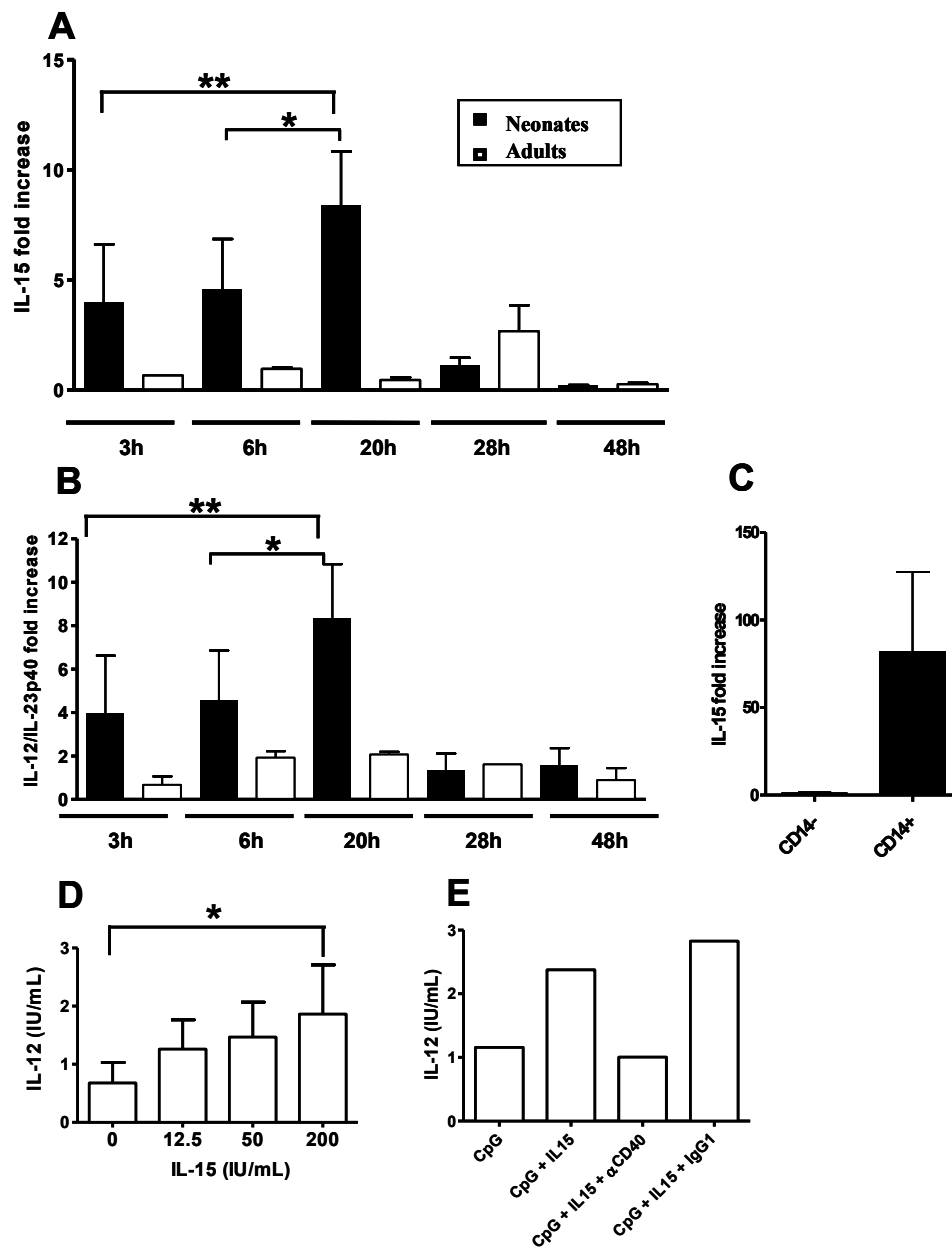 A
15
10
5
0
IL-15 fold increase
**
*
Neonates
Adults
3h 6h 20h 28h 48h
B
12
10
8
6
4
2
0
IL-12/IL-23p40 fold increase
**
*
3h 6h 20h 28h 48h
C
150
100
50
0
IL-15 fold increase
CD14- CD14+
D
3
2
1
0
IL-12 (IU/mL)
*
0 12.5 50 200
IL-15 (IU/mL)
E
3
2
1
0
IL-12 (IU/mL)
CpG
CpG + IL15
CpG + IL15 + αCD40
CpG + IL15 + IgG1